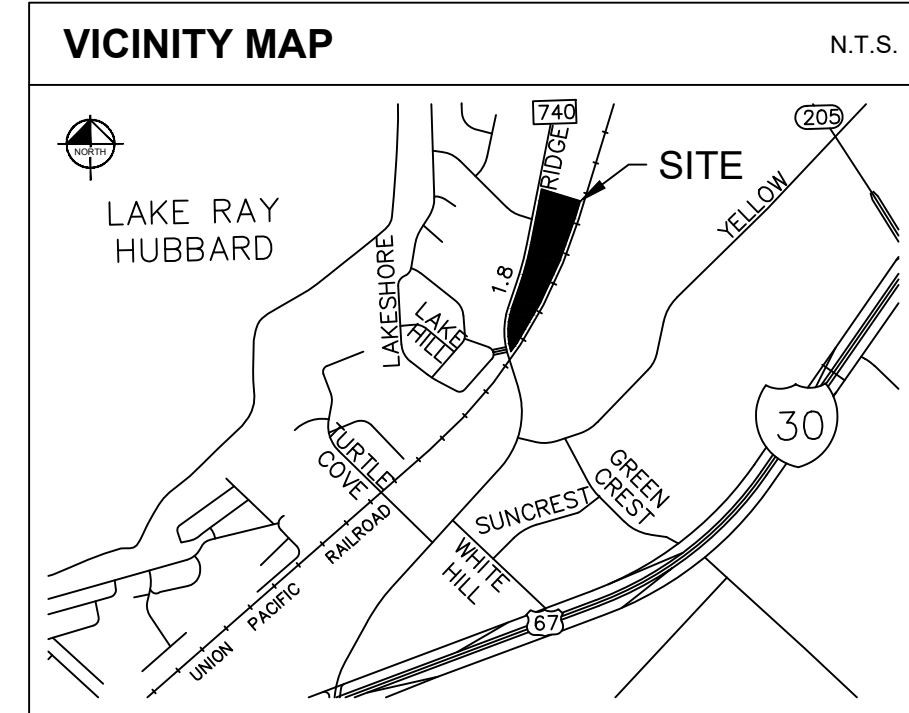 VICINITY MAP
N.T.S.
NORTH
LAKE RAY
HUBBARD
740
RIDGE
SITE
205
YELLOW
LAKESHORE
1.8
LAKE
HILL
30
TURTLE
COVE
GREEN
CREST
SUNCREST
WHITE
HILL
UNION PACIFIC RAILROAD
67